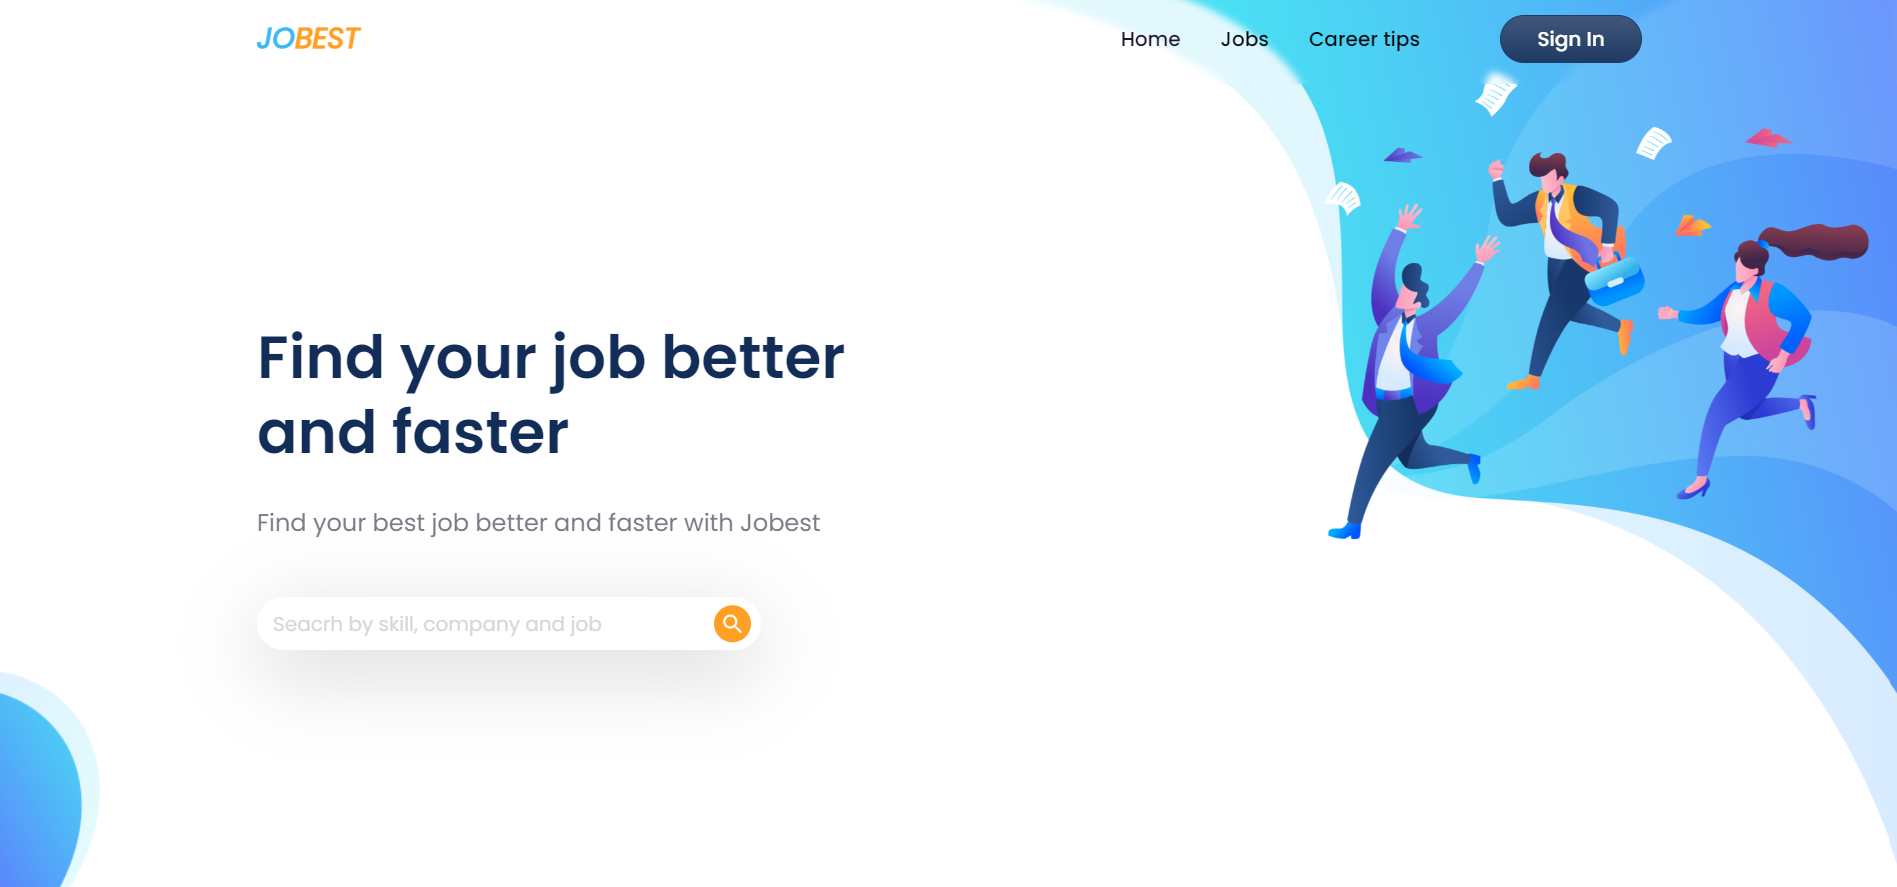 JOBEST
Home Jobs Career tips Sign In
Find your job better
and faster
Find your best job better and faster with Jobest
Seacrh by skill, company and job